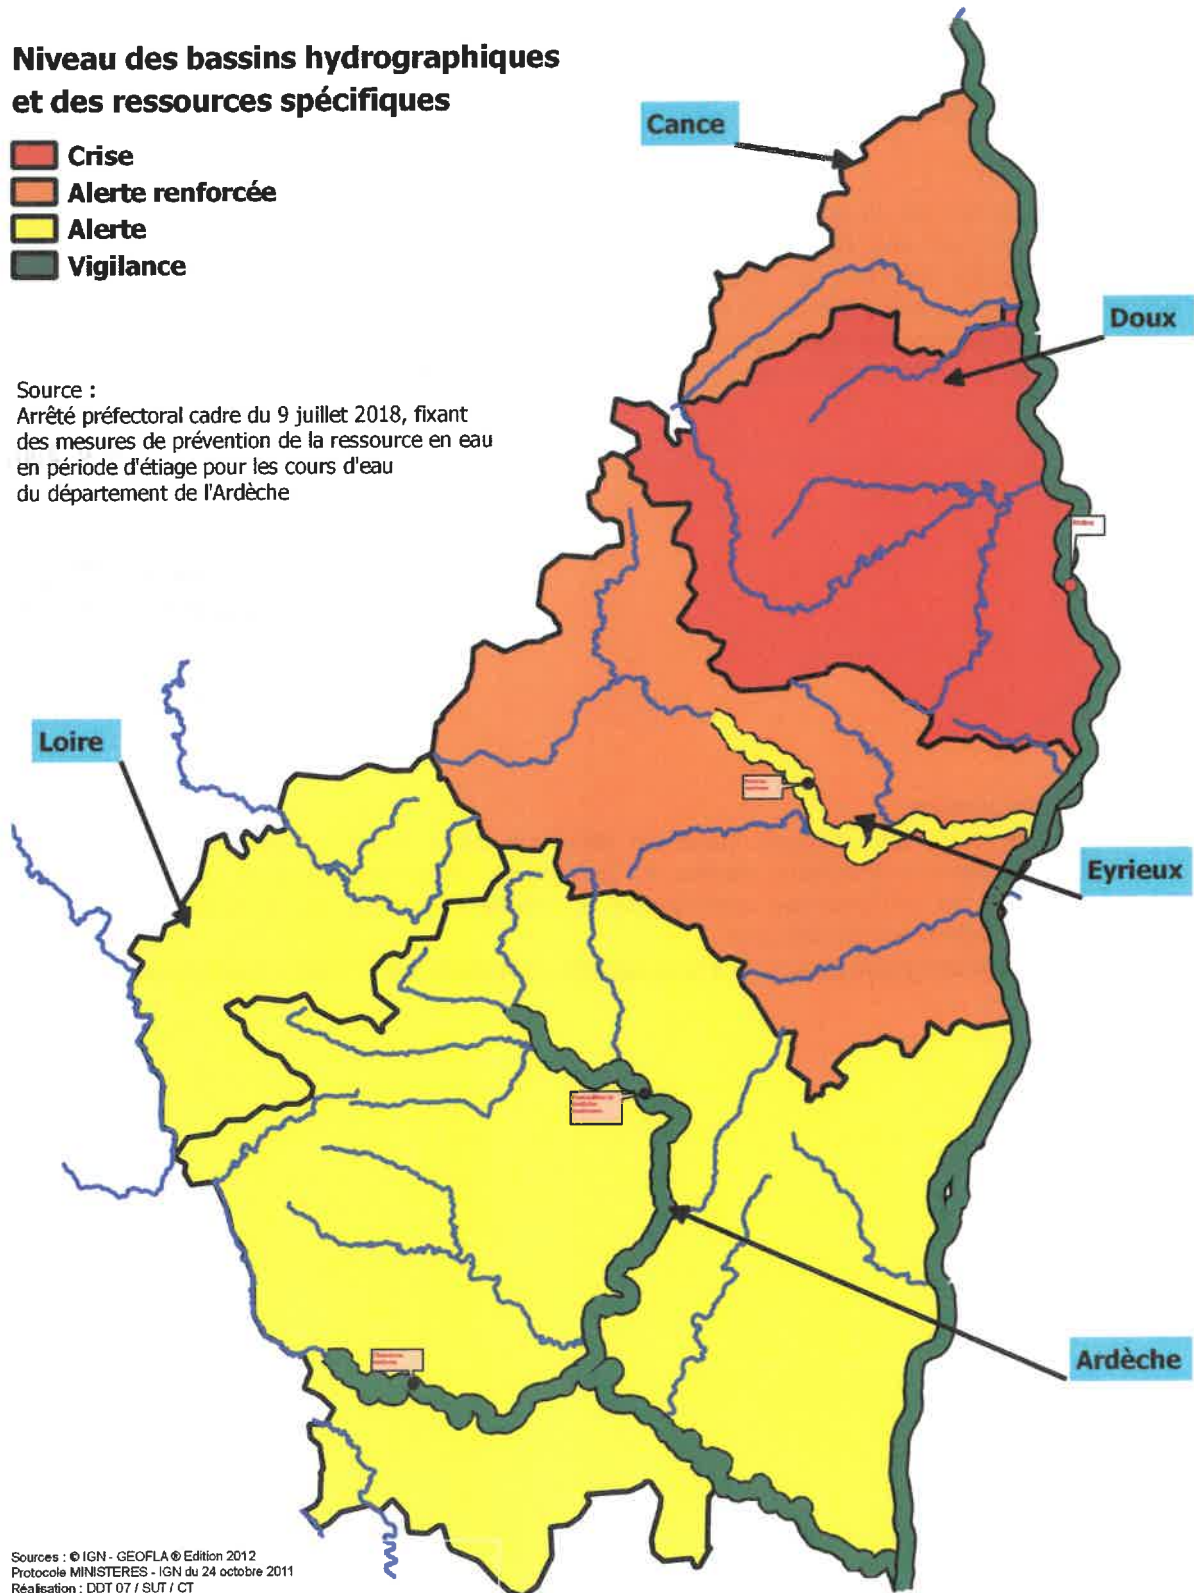 Niveau des bassins hydrographiques
et des ressources spécifiques
Crise
Alerte renforcée
Alerte
Vigilance
Source :
Arrêté préfectoral cadre du 9 juillet 2018, fixant
des mesures de prévention de la ressource en eau
en période d'étiage pour les cours d'eau
du département de l'Ardèche
Cance
Doux
Loire
Eyrieux
Ardèche
Sources : © IGN - GEOFLA ® Edition 2012
Protocole MINISTERES - IGN du 24 octobre 2011
Réalisation : DDT 07 / SUT / CT